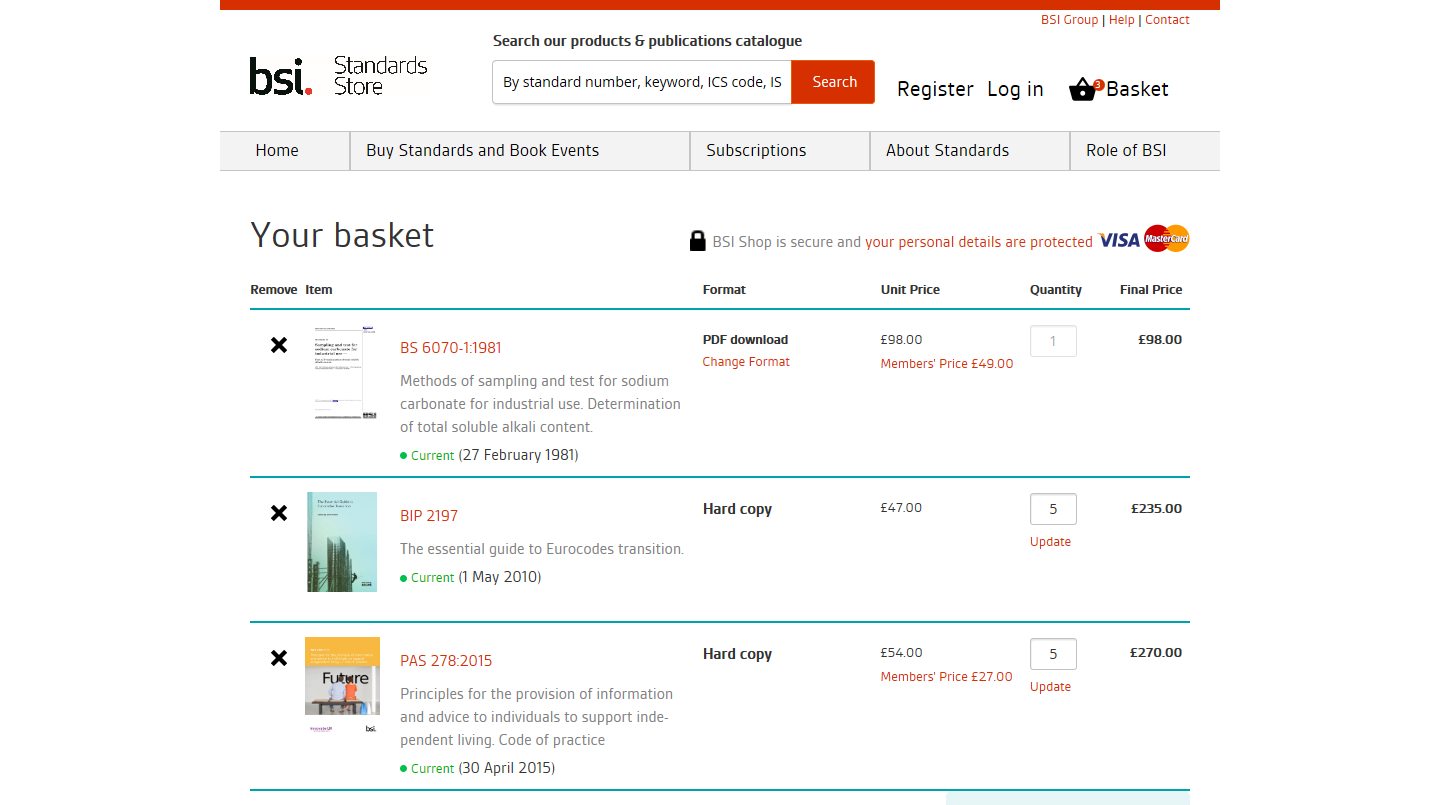 BSI Group | Help | Contact
bsi. Standards Store
Search our products & publications catalogue
By standard number, keyword, ICS code, IS
Search
Register Log in 3 Basket
Home Buy Standards and Book Events Subscriptions About Standards Role of BSI
Your basket
BSI Shop is secure and your personal details are protected VISA MasterCard
Remove Item Format Unit Price Quantity Final Price
BS 6070-1:1981
PDF download £98.00 1 £98.00
Change Format Members' Price £49.00
Methods of sampling and test for sodium
carbonate for industrial use. Determination
of total soluble alkali content.
Current (27 February 1981)
BIP 2197
Hard copy £47.00 5 £235.00
Update
The essential guide to Eurocodes transition.
Current (1 May 2010)
PAS 278:2015
Hard copy £54.00 5 £270.00
Members' Price £27.00 Update
Future
bsi.
Principles for the provision of information
and advice to individuals to support inde-
pendent living. Code of practice
Current (30 April 2015)